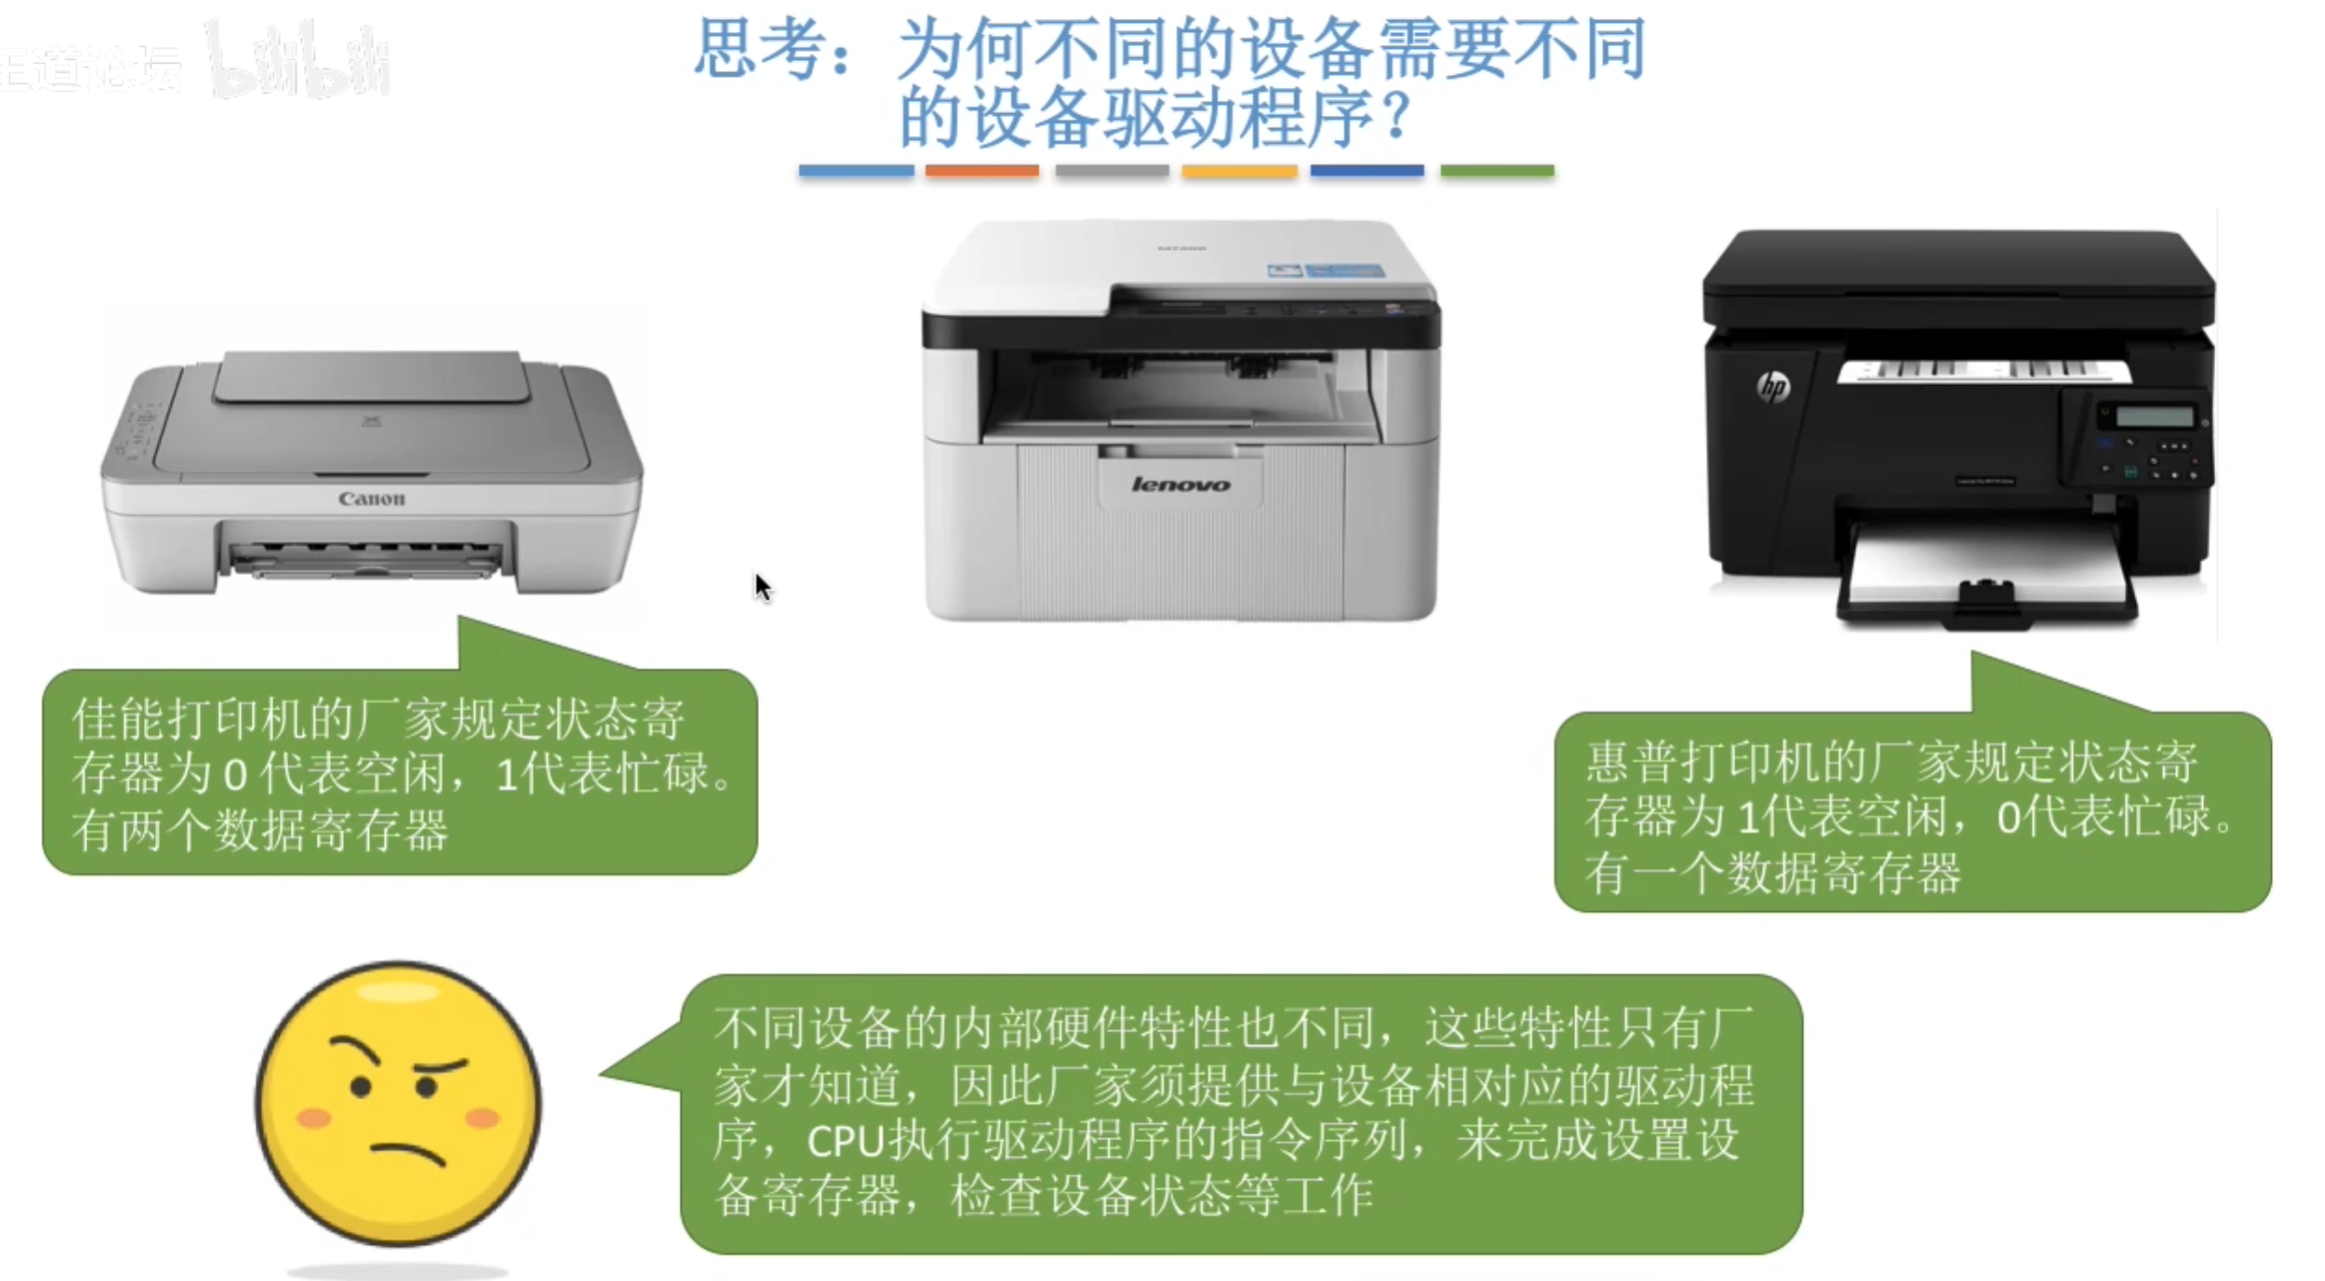 王道论坛 bilibili
思考：为何不同的设备需要不同
的设备驱动程序？
Canon
lenovo
hp
佳能打印机的厂家规定状态寄
存器为 0 代表空闲，1代表忙碌。
有两个数据寄存器
惠普打印机的厂家规定状态寄
存器为 1代表空闲，0代表忙碌。
有一个数据寄存器
不同设备的内部硬件特性也不同，这些特性只有厂
家才知道，因此厂家须提供与设备相对应的驱动程
序，CPU执行驱动程序的指令序列，来完成设置设
备寄存器，检查设备状态等工作